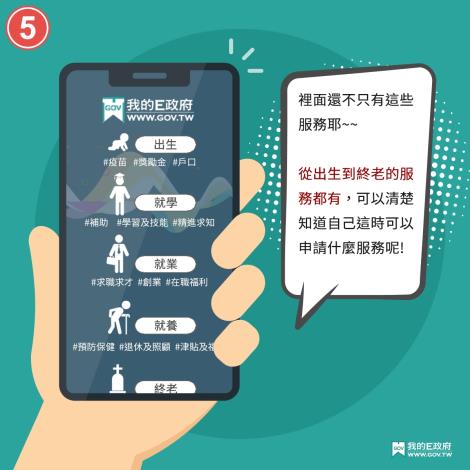 5
GOV 我的E政府
WWW.GOV.TW
出生
#疫苗 #獎勵金 #戶口
就學
#補助 #學習及技能 #精進求知
就業
#求職求才 #創業 #在職福利
就養
#預防保健 #退休及照顧 #津貼及
終老
裡面還不只有這些
服務耶~~
從出生到終老的服
務都有，可以清楚
知道自己這時可以
申請什麼服務呢!
GOV 我的E政府
WWW.GOV.TW